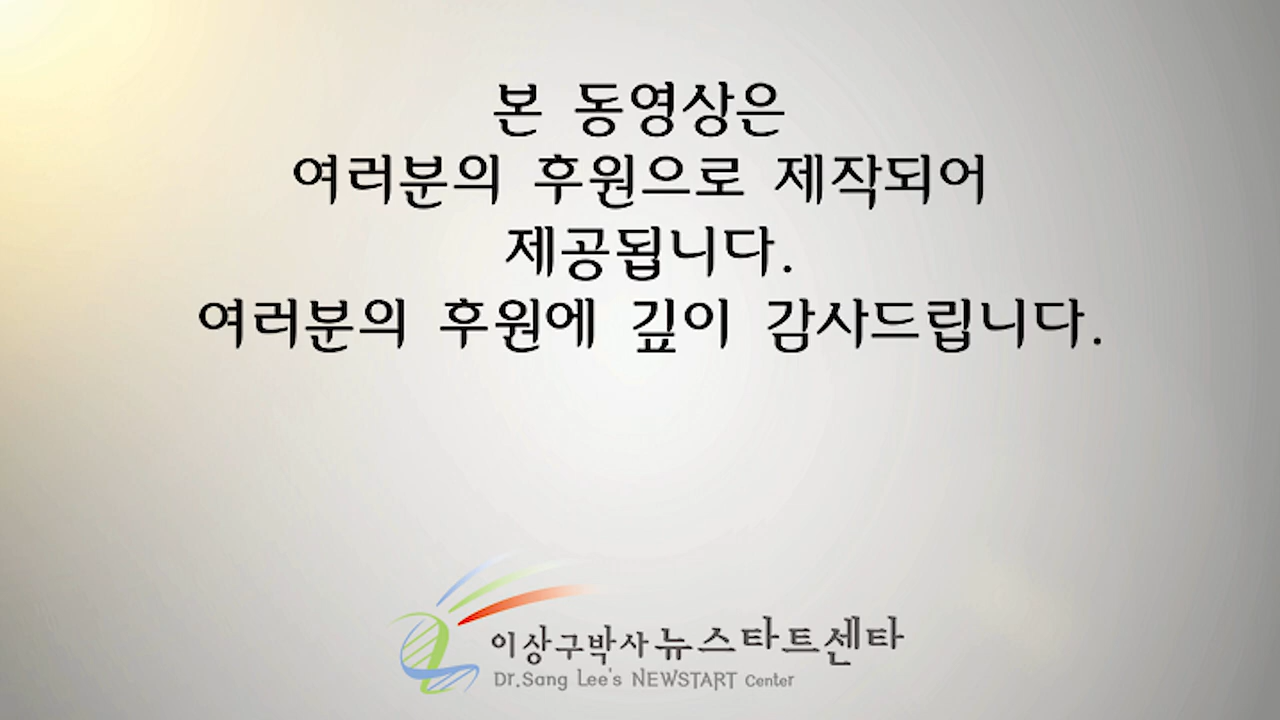 본 동영상은
여러분의 후원으로 제작되어
제공됩니다.
여러분의 후원에 깊이 감사드립니다.
이상구박사 뉴스타트센타
Dr.Sang Lee's NEWSTART Center